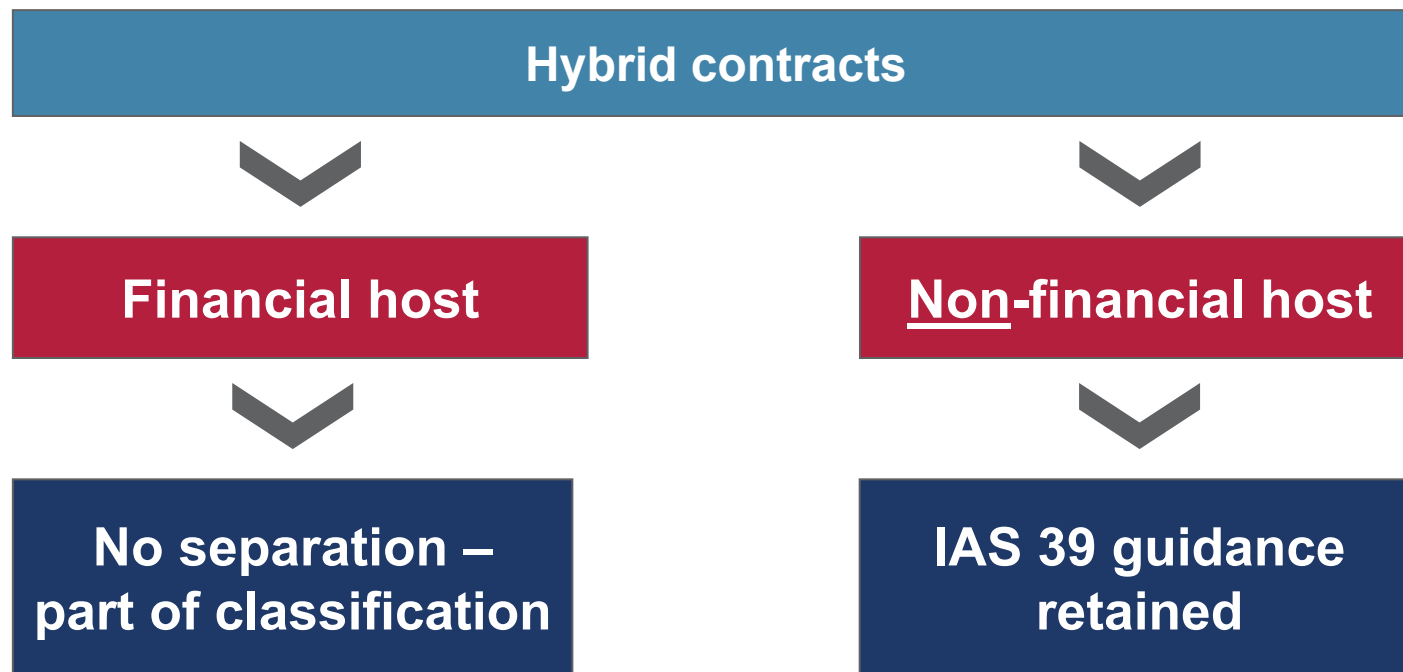 Hybrid contracts
Financial host
Non-financial host
No separation –
part of classification
IAS 39 guidance
retained